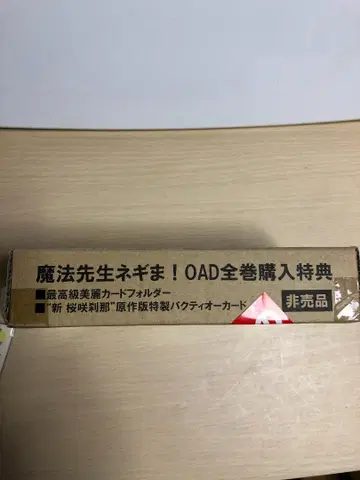 魔法先生ネギま！OAD全巻購入特典
■最高級美麗カードフォルダー
■“新 桜咲刹那”原作版特製パクティオーカード
非売品